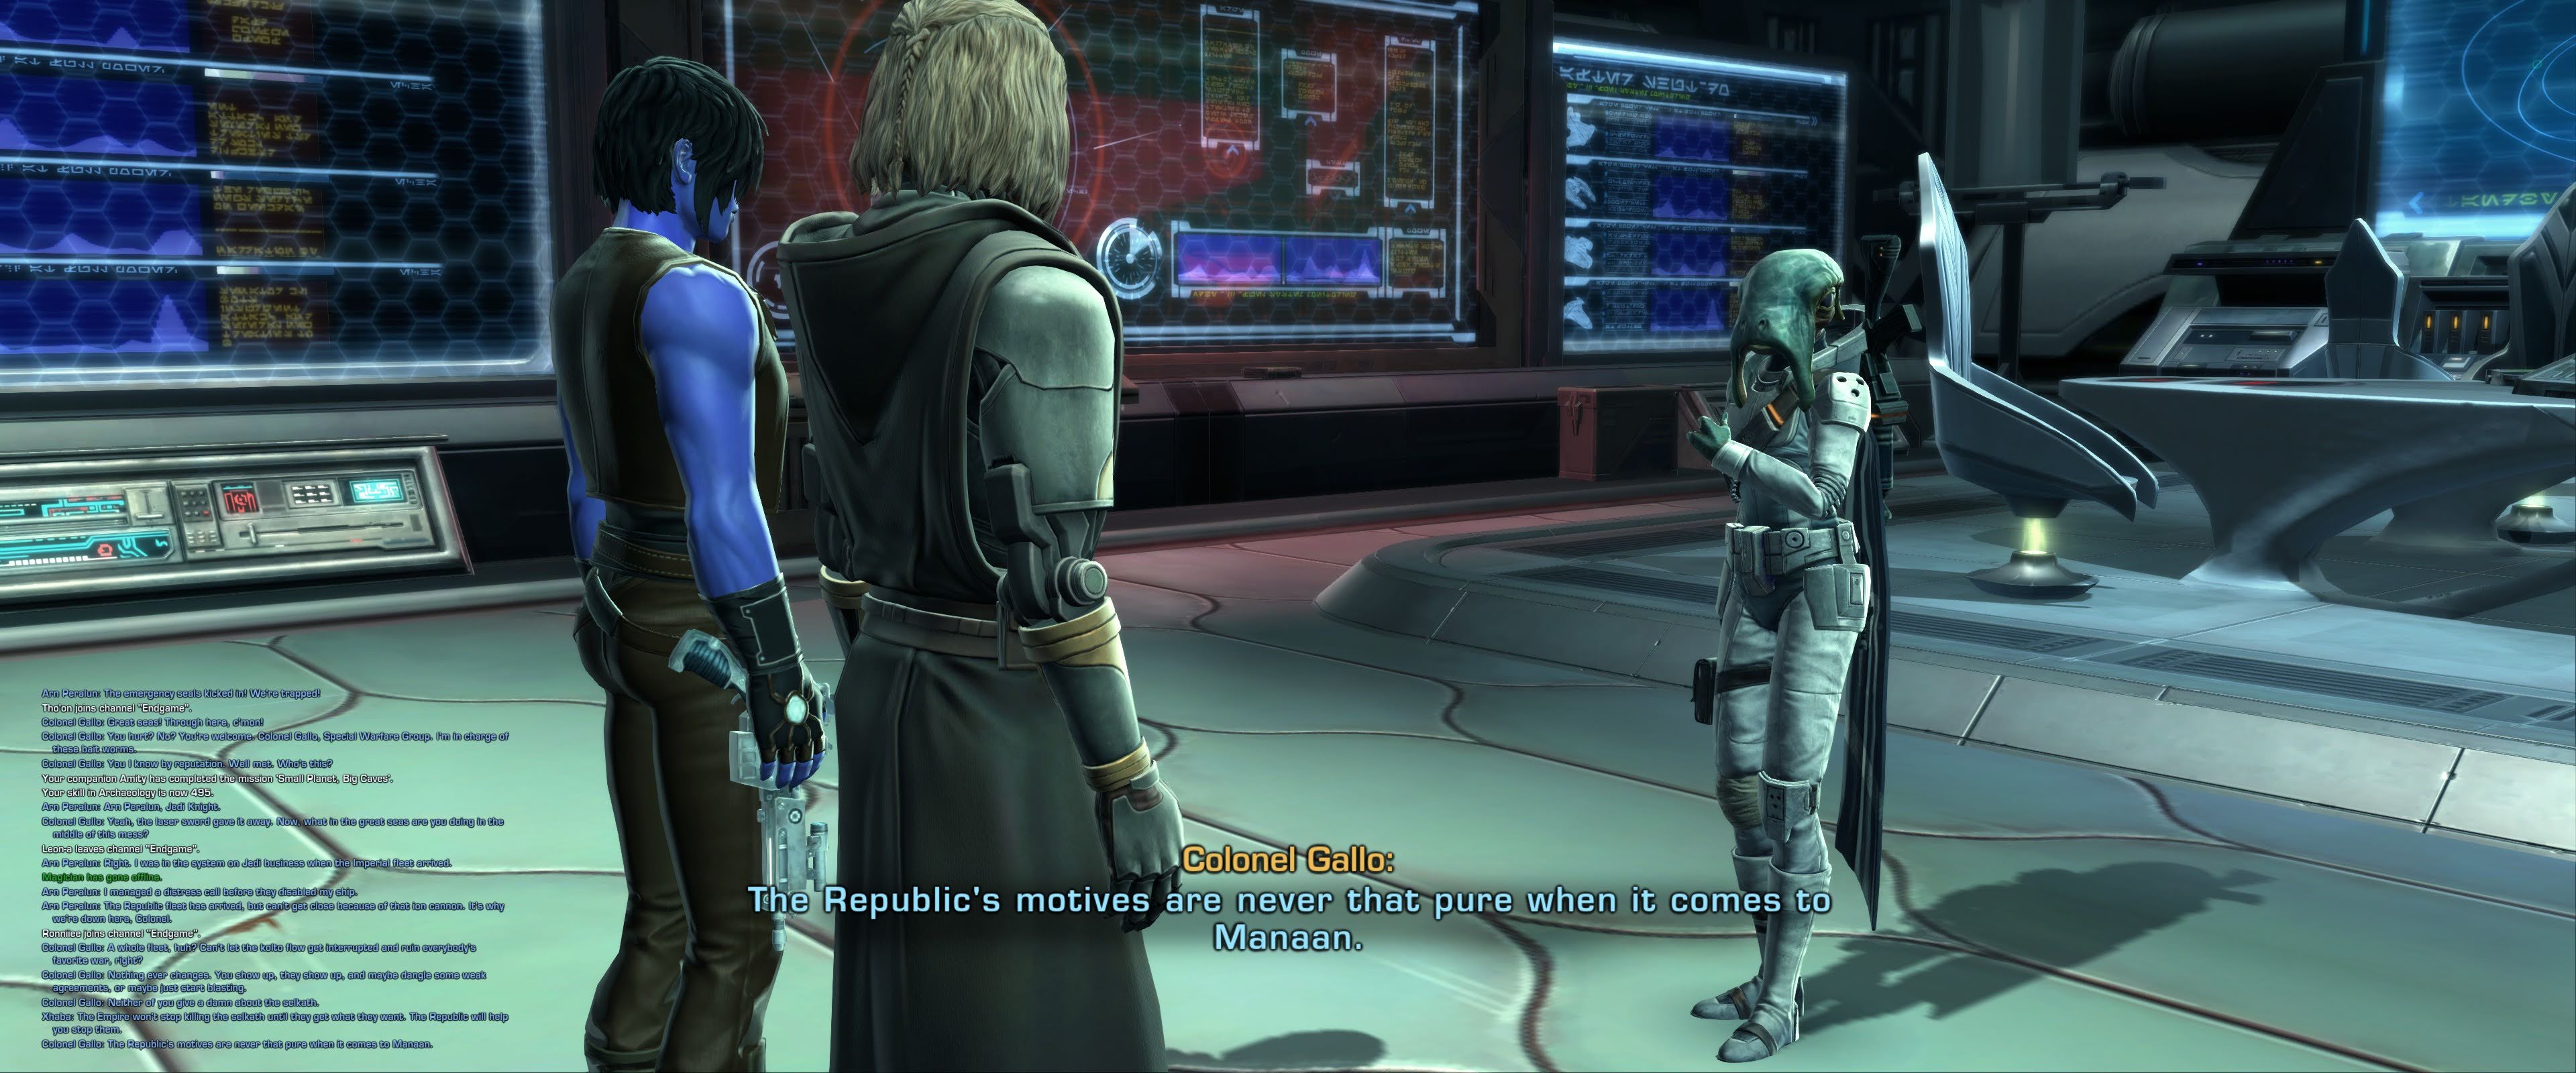 Arn Peralun: The emergency seals kicked in! We're trapped!
Tho'on joins channel "Endgame".
Colonel Gallo: Great seas! Through here, c'mon!
Colonel Gallo: You hurt? No? You're welcome. Colonel Gallo, Special Warfare Group. I'm in charge of
these bait worms.
Colonel Gallo: You I know by reputation. Well met. Who's this?
Your companion Amity has completed the mission 'Small Planet, Big Caves'.
Your skill in Archaeology is now 495.
Arn Peralun: Arn Peralun, Jedi Knight.
Colonel Gallo: Yeah, the laser sword gave it away. Now, what in the great seas are you doing in the
middle of this mess?
Leon-a leaves channel "Endgame".
Arn Peralun: Right. I was in the system on Jedi business when the Imperial fleet arrived.
Magician has gone offline.
Arn Peralun: I managed a distress call before they disabled my ship.
Arn Peralun: The Republic fleet has arrived, but can't get close because of that ion cannon. It's why
we're down here, Colonel.
Ronniiee joins channel "Endgame".
Colonel Gallo: A whole fleet, huh? Can't let the kolto flow get interrupted and ruin everybody's
favorite war, right?
Colonel Gallo: Nothing ever changes. You show up, they show up, and maybe dangle some weak
agreements, or maybe just start blasting.
Colonel Gallo: Neither of you give a damn about the selkath.
Xhaba: The Empire won't stop killing the selkath until they get what they want. The Republic will help
you stop them.
Colonel Gallo: The Republic's motives are never that pure when it comes to Manaan.
Colonel Gallo:
The Republic's motives are never that pure when it comes to
Manaan.